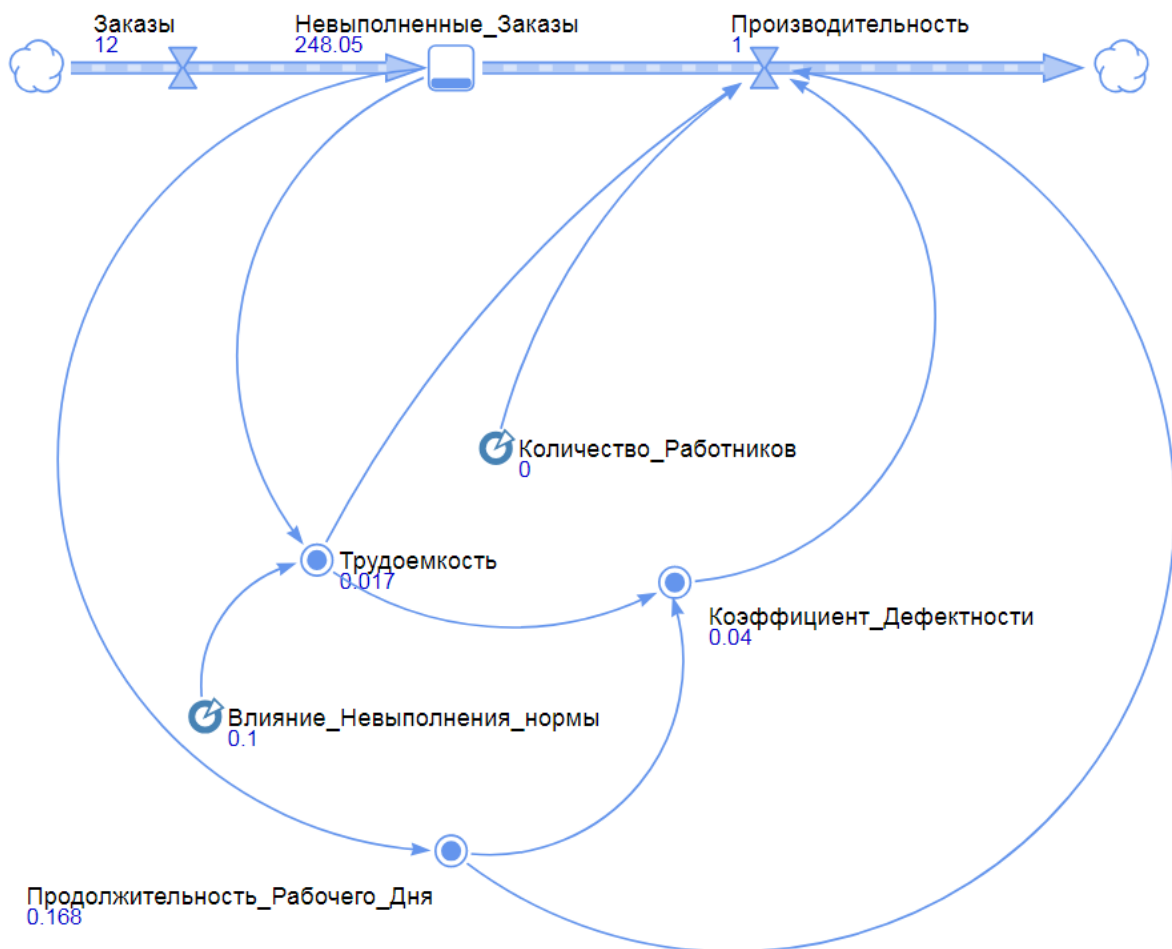 Заказы
12
Невыполненные_Заказы
248.05
Производительность
1
Количество_Работников
0
Трудоемкость
0.017
Коэффициент_Дефектности
0.04
Влияние_Невыполнения_нормы
0.1
Продолжительность_Рабочего_Дня
0.168